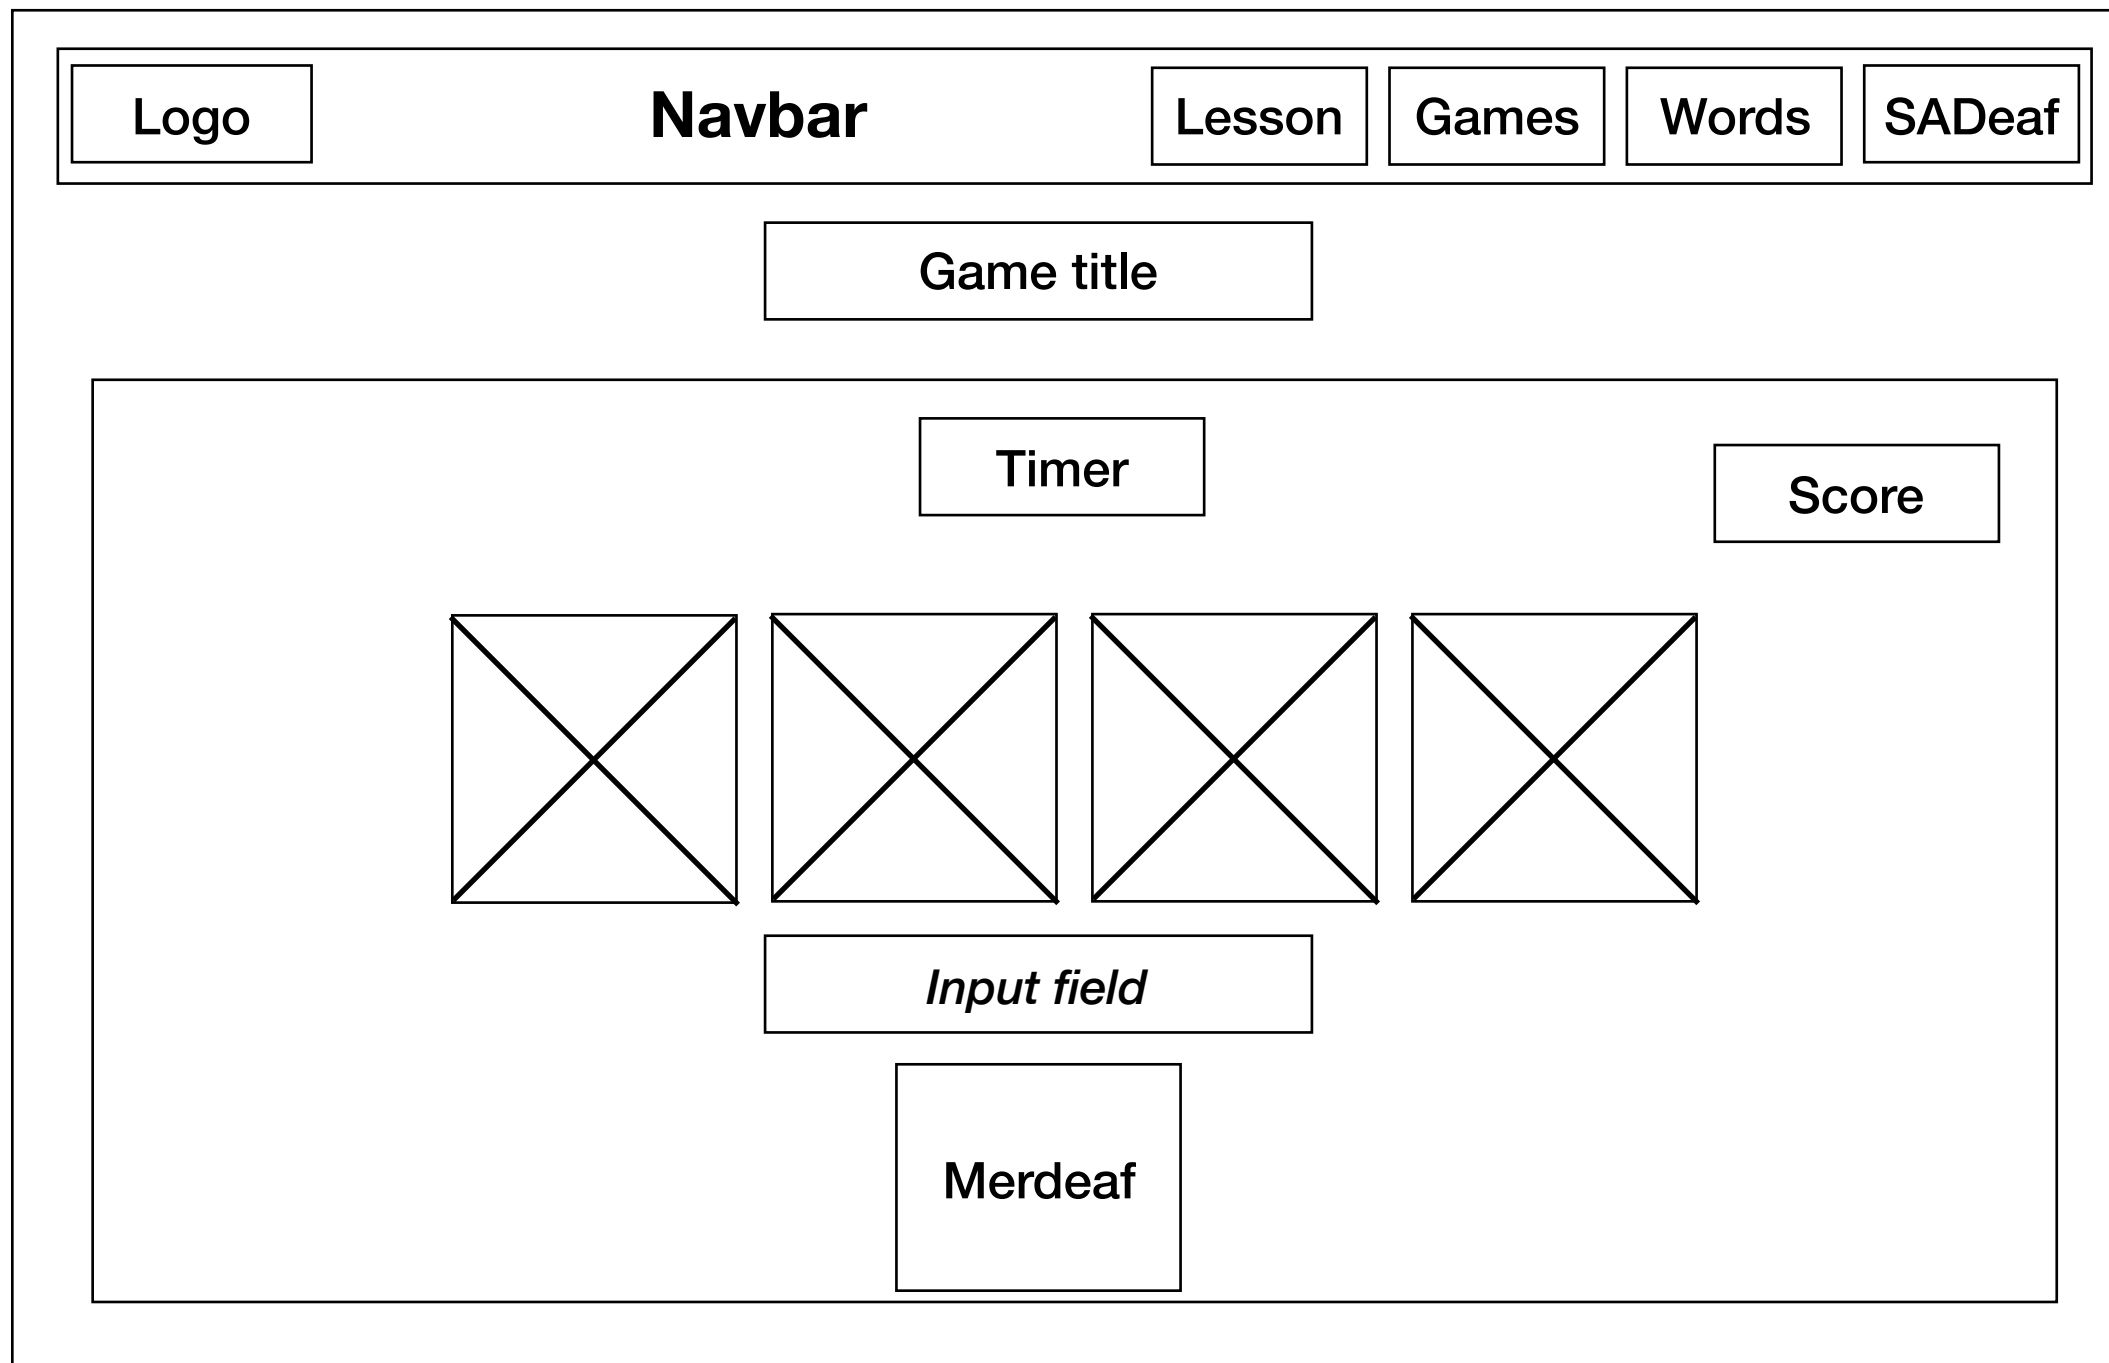 Logo
Navbar
Lesson
Games
Words
SADeaf
Game title
Timer
Score
Input field
Merdeaf